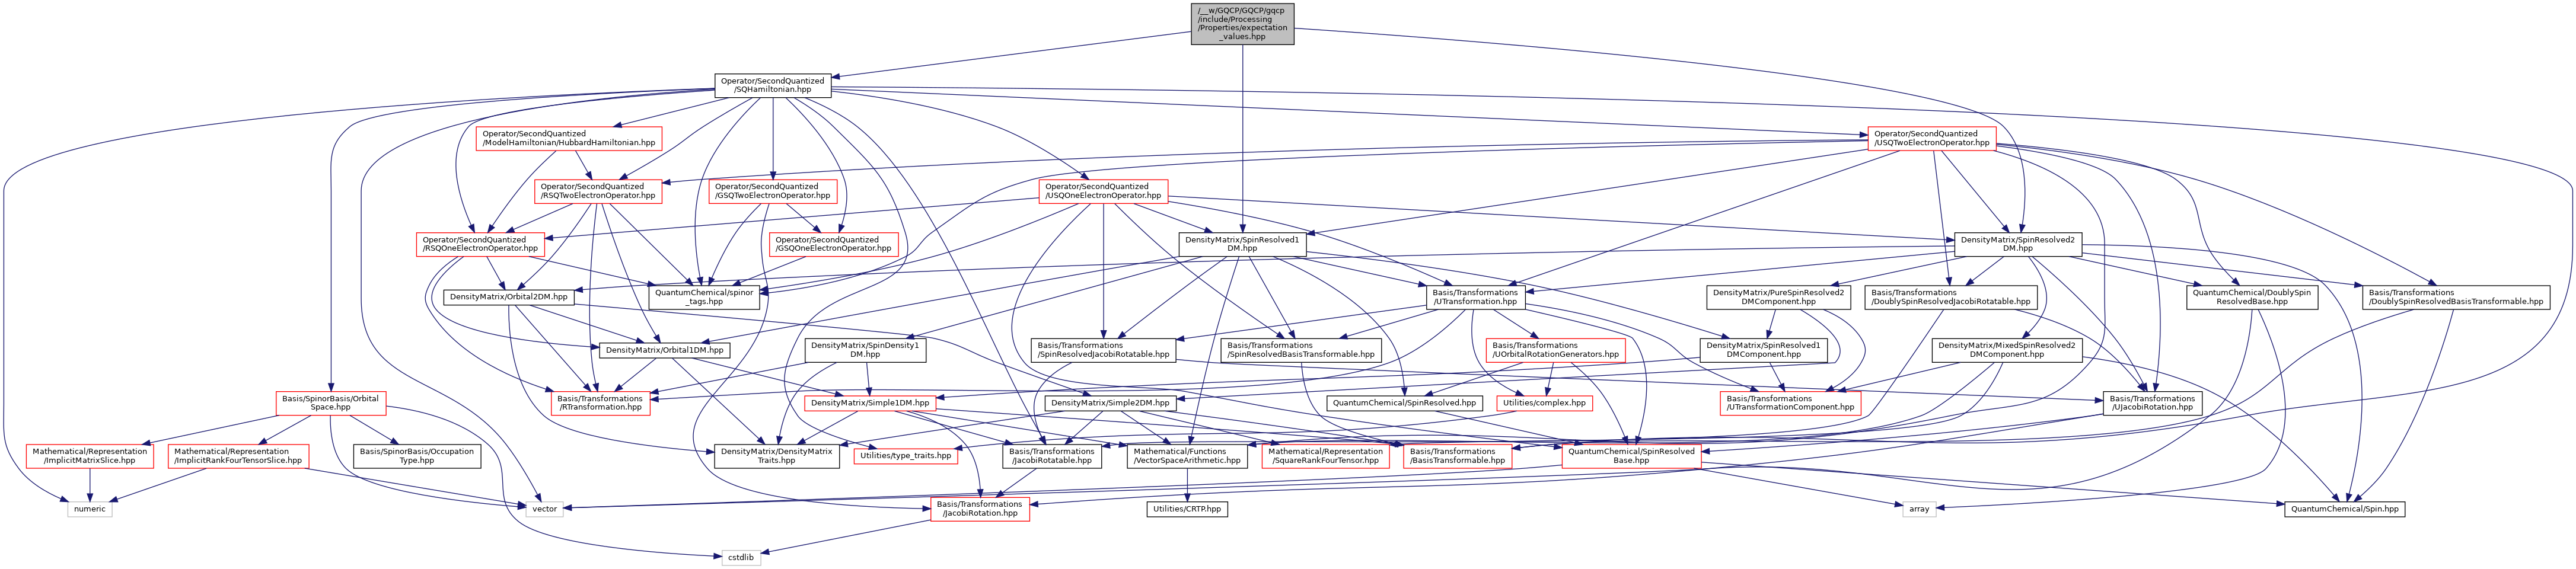 /__w/GQCP/GQCP/gqcp
/include/Processing
/Properties/expectation
_values.hpp
Operator/SecondQuantized
/SQHamiltonian.hpp
Operator/SecondQuantized
/ModelHamiltonian/HubbardHamiltonian.hpp
Operator/SecondQuantized
/USQTwoElectronOperator.hpp
Operator/SecondQuantized
/RSQTwoElectronOperator.hpp
Operator/SecondQuantized
/GSQTwoElectronOperator.hpp
Operator/SecondQuantized
/USQOneElectronOperator.hpp
Operator/SecondQuantized
/RSQOneElectronOperator.hpp
Operator/SecondQuantized
/GSQOneElectronOperator.hpp
DensityMatrix/SpinResolved1
DM.hpp
DensityMatrix/SpinResolved2
DM.hpp
DensityMatrix/Orbital2DM.hpp
QuantumChemical/spinor
_tags.hpp
Basis/Transformations
/UTransformation.hpp
DensityMatrix/PureSpinResolved2
DMComponent.hpp
Basis/Transformations
/DoublySpinResolvedJacobiRotatable.hpp
QuantumChemical/DoublySpin
ResolvedBase.hpp
Basis/Transformations
/DoublySpinResolvedBasisTransformable.hpp
DensityMatrix/Orbital1DM.hpp
DensityMatrix/SpinDensity1
DM.hpp
Basis/Transformations
/SpinResolvedJacobiRotatable.hpp
Basis/Transformations
/SpinResolvedBasisTransformable.hpp
Basis/Transformations
/UOrbitalRotationGenerators.hpp
DensityMatrix/SpinResolved1
DMComponent.hpp
DensityMatrix/MixedSpinResolved2
DMComponent.hpp
Basis/SpinorBasis/Orbital
Space.hpp
Basis/Transformations
/RTransformation.hpp
DensityMatrix/Simple1DM.hpp
DensityMatrix/Simple2DM.hpp
QuantumChemical/SpinResolved.hpp
Utilities/complex.hpp
Basis/Transformations
/UTransformationComponent.hpp
Basis/Transformations
/UJacobiRotation.hpp
Mathematical/Representation
/ImplicitMatrixSlice.hpp
Mathematical/Representation
/ImplicitRankFourTensorSlice.hpp
Basis/SpinorBasis/Occupation
Type.hpp
DensityMatrix/DensityMatrix
Traits.hpp
Utilities/type_traits.hpp
Basis/Transformations
/JacobiRotatable.hpp
Mathematical/Functions
/VectorSpaceArithmetic.hpp
Mathematical/Representation
/SquareRankFourTensor.hpp
Basis/Transformations
/BasisTransformable.hpp
QuantumChemical/SpinResolved
Base.hpp
numeric
vector
Basis/Transformations
/JacobiRotation.hpp
Utilities/CRTP.hpp
array
QuantumChemical/Spin.hpp
cstdlib